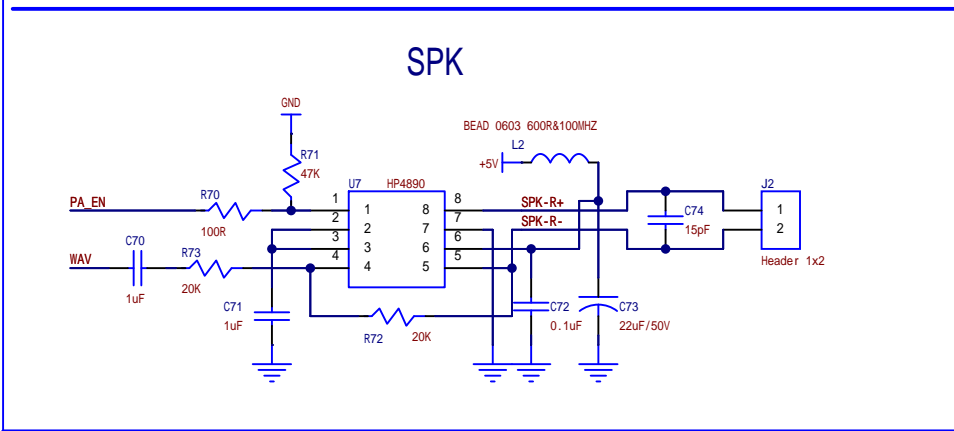 SPK
GND
BEAD 0603 600R&100MHZ
L2
+5V
R71
47K
U7 HP4890
R70
PA_EN
100R
1 1 8 8
2 2 7 7
3 3 6 6
4 4 5 5
SPK-R+
SPK-R-
C74
15pF
J2
1
2
Header 1x2
C70
R73
WAV
1uF
20K
C71
1uF
R72
20K
C72
0.1uF
C73
22uF/50V